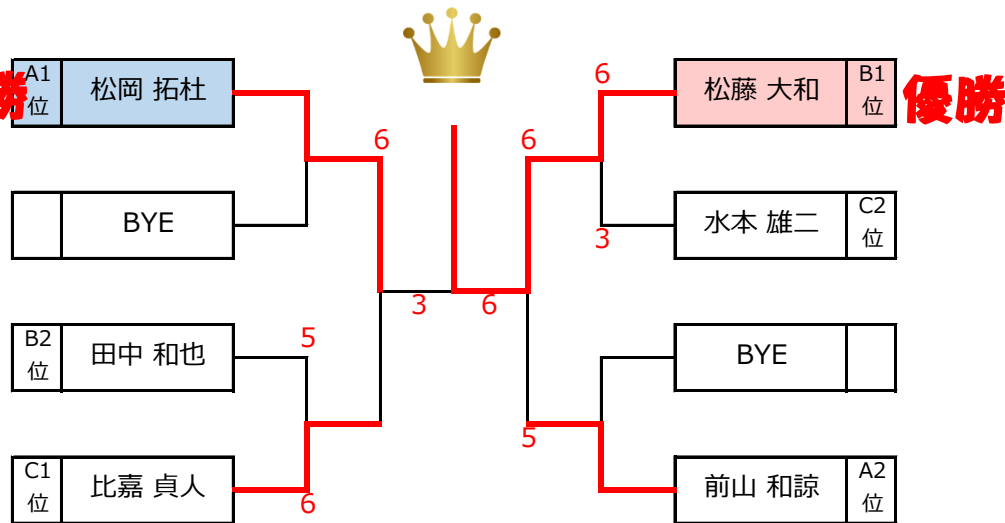 勝
A1
位
松岡 拓杜
6
松藤 大和
B1
位
優勝
6
6
BYE
3
水本 雄二
C2
位
3
6
B2
位
田中 和也
5
BYE
C1
位
比嘉 貞人
6
5
前山 和諒
A2
位